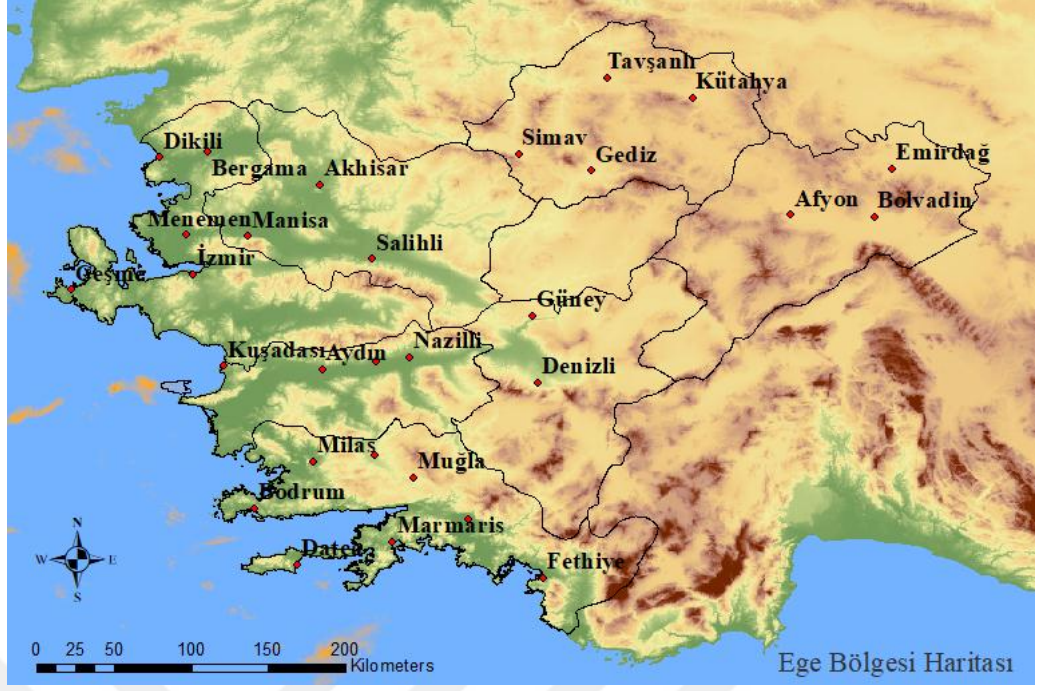 Tavşanlı
Kütahya
Dikili
Simav
Bergama
Akhisar
Gediz
Emirdağ
Menemen
Manisa
Afyon
Bolvadin
Salihli
İzmir
Çeşme
Güney
Kuşadası
Aydın
Nazilli
Denizli
Milas
Muğla
Bodrum
Marmaris
Datça
Fethiye
N
W
E
S
0 25 50 100 150 200
Kilometers
Ege Bölgesi Haritası